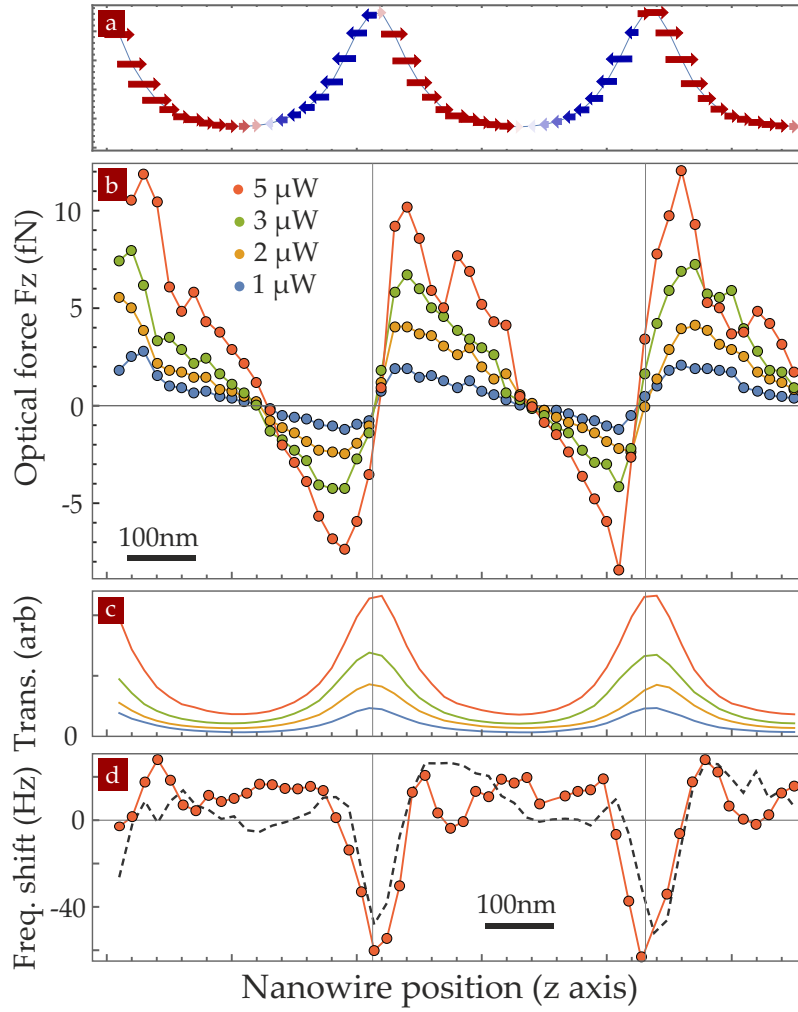 a
b
5 μW
3 μW
2 μW
1 μW
10
5
0
-5
Optical force Fz (fN)
100nm
c
Trans. (arb)
0
d
0
-40
Freq. shift (Hz)
100nm
Nanowire position (z axis)